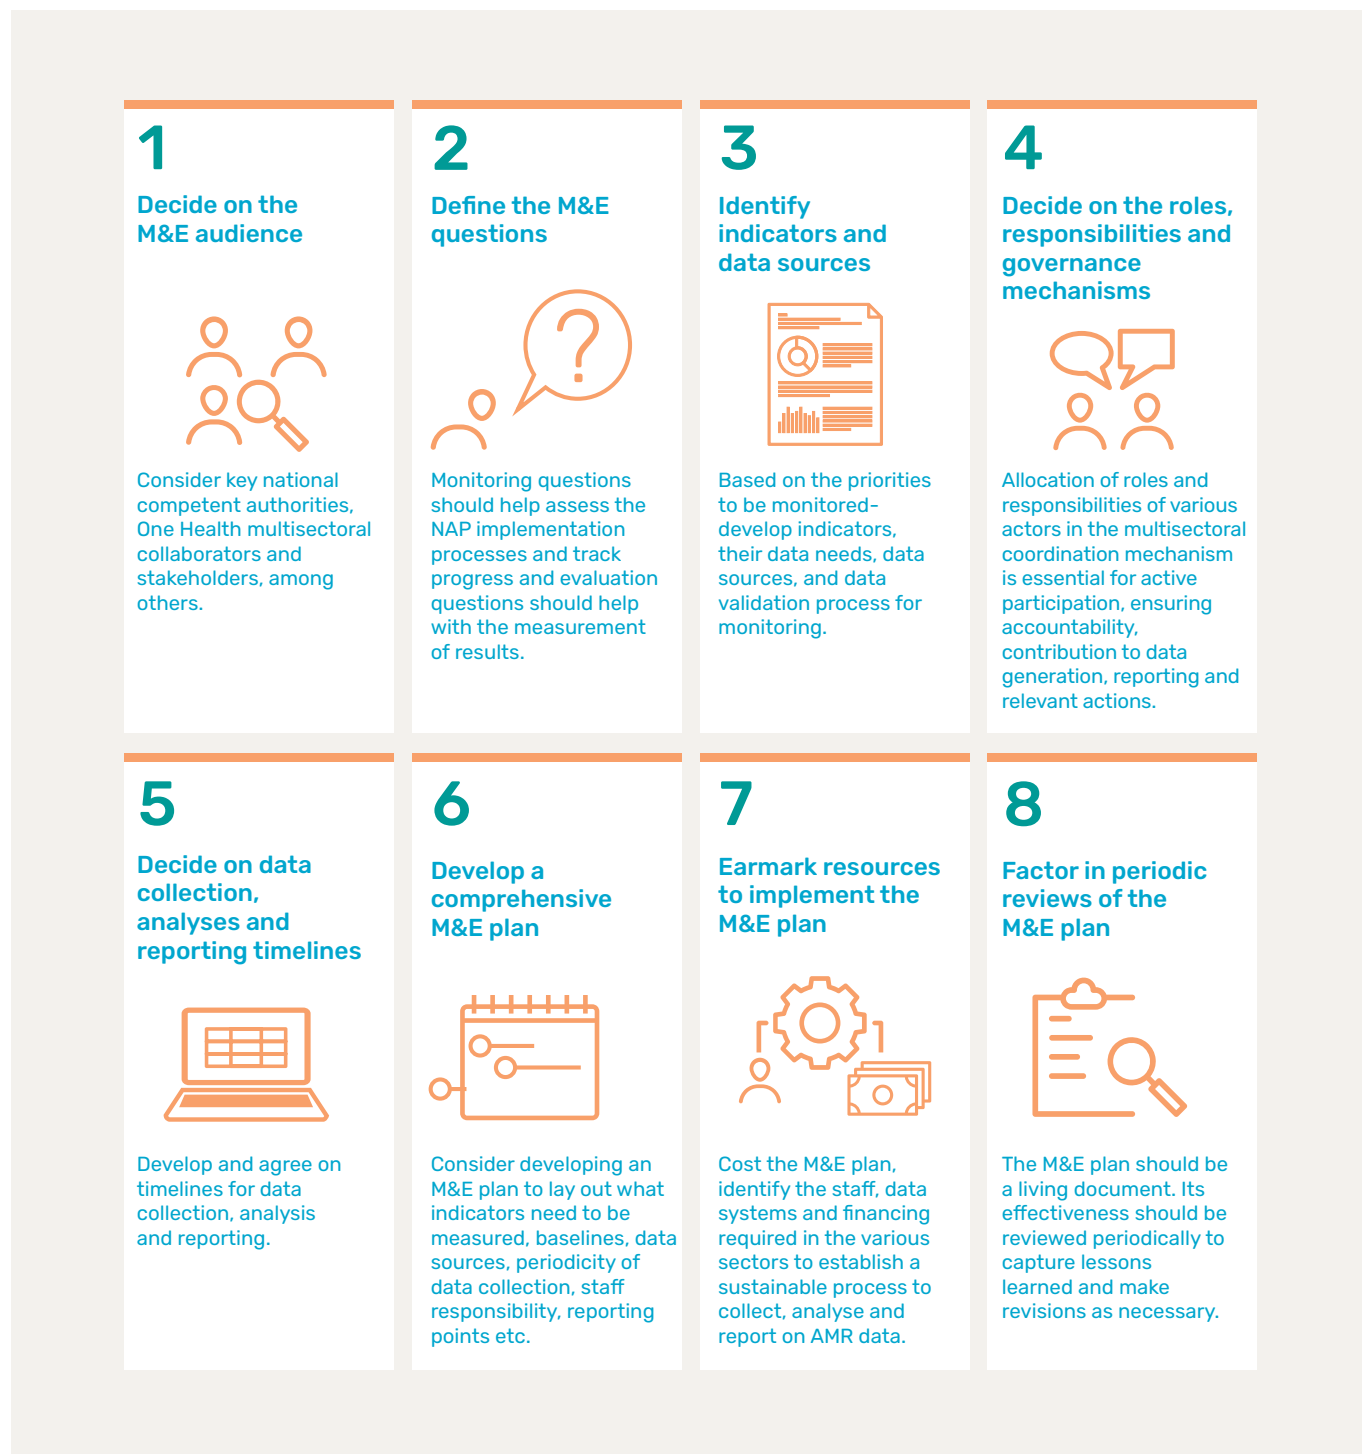 1
Decide on the
M&E audience
Consider key national
competent authorities,
One Health multisectoral
collaborators and
stakeholders, among
others.
2
Define the M&E
questions
?
Monitoring questions
should help assess the
NAP implementation
processes and track
progress and evaluation
questions should help
with the measurement
of results.
3
Identify
indicators and
data sources
Based on the priorities
to be monitored-
develop indicators,
their data needs, data
sources, and data
validation process for
monitoring.
4
Decide on the roles,
responsibilities and
governance
mechanisms
Allocation of roles and
responsibilities of various
actors in the multisectoral
coordination mechanism
is essential for active
participation, ensuring
accountability,
contribution to data
generation, reporting and
relevant actions.
5
Decide on data
collection,
analyses and
reporting timelines
Develop and agree on
timelines for data
collection, analysis
and reporting.
6
Develop a
comprehensive
M&E plan
Consider developing an
M&E plan to lay out what
indicators need to be
measured, baselines, data
sources, periodicity of
data collection, staff
responsibility, reporting
points etc.
7
Earmark resources
to implement the
M&E plan
Cost the M&E plan,
identify the staff, data
systems and financing
required in the various
sectors to establish a
sustainable process to
collect, analyse and
report on AMR data.
8
Factor in periodic
reviews of the
M&E plan
The M&E plan should be
a living document. Its
effectiveness should be
reviewed periodically to
capture lessons
learned and make
revisions as necessary.